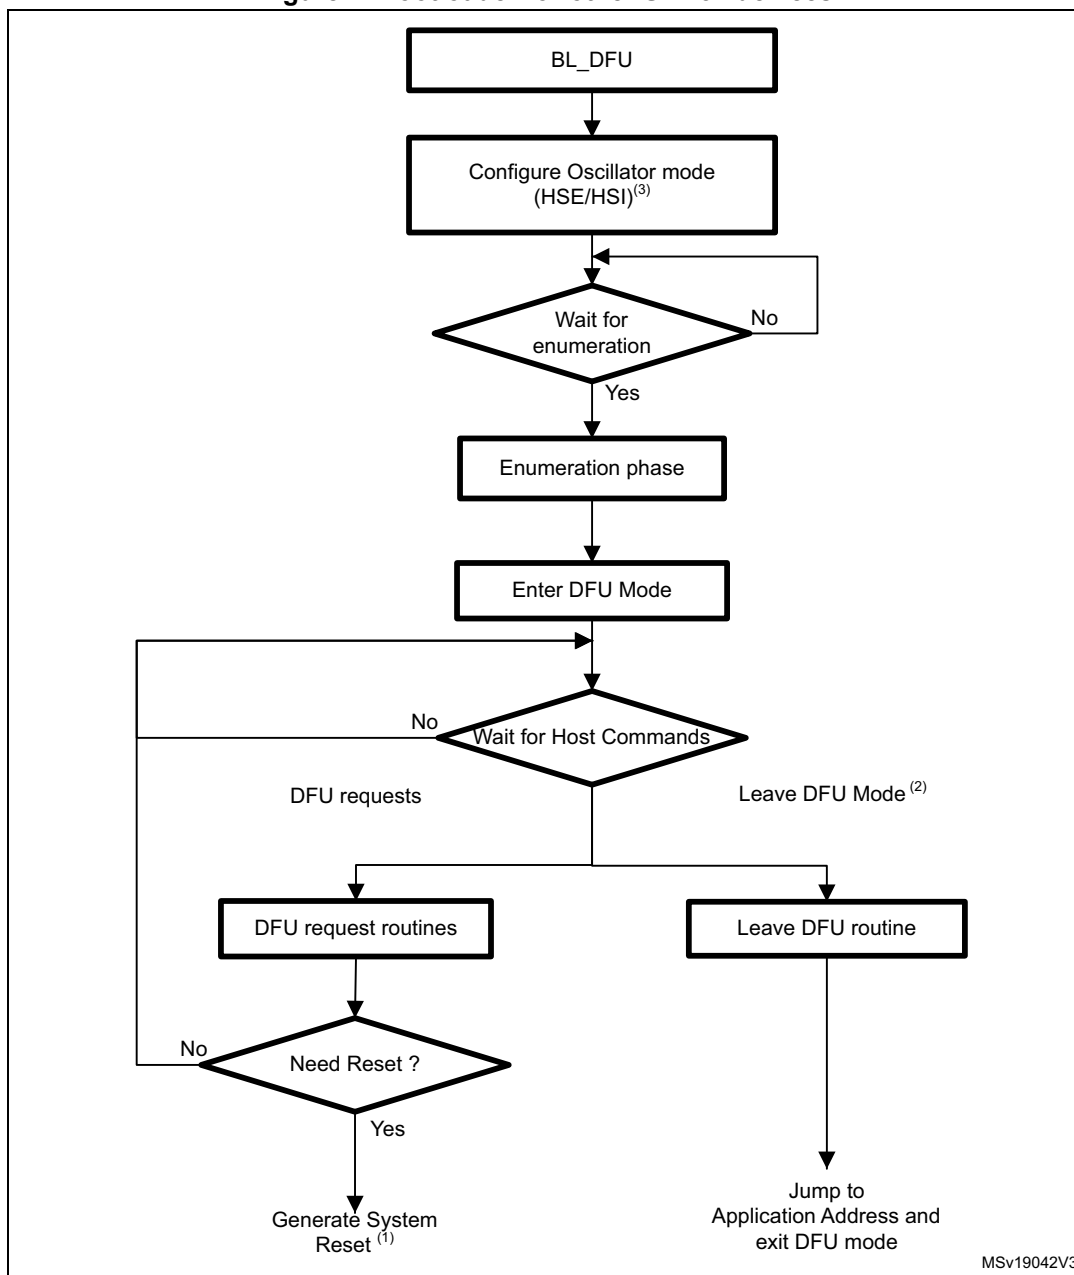 BL_DFU
Configure Oscillator mode
(HSE/HSI)(3)
Wait for
enumeration
No
Yes
Enumeration phase
Enter DFU Mode
No
Wait for Host Commands
DFU requests
Leave DFU Mode (2)
DFU request routines
Leave DFU routine
No
Need Reset ?
Yes
Generate System
Reset (1)
Jump to
Application Address and
exit DFU mode
MSv19042V3